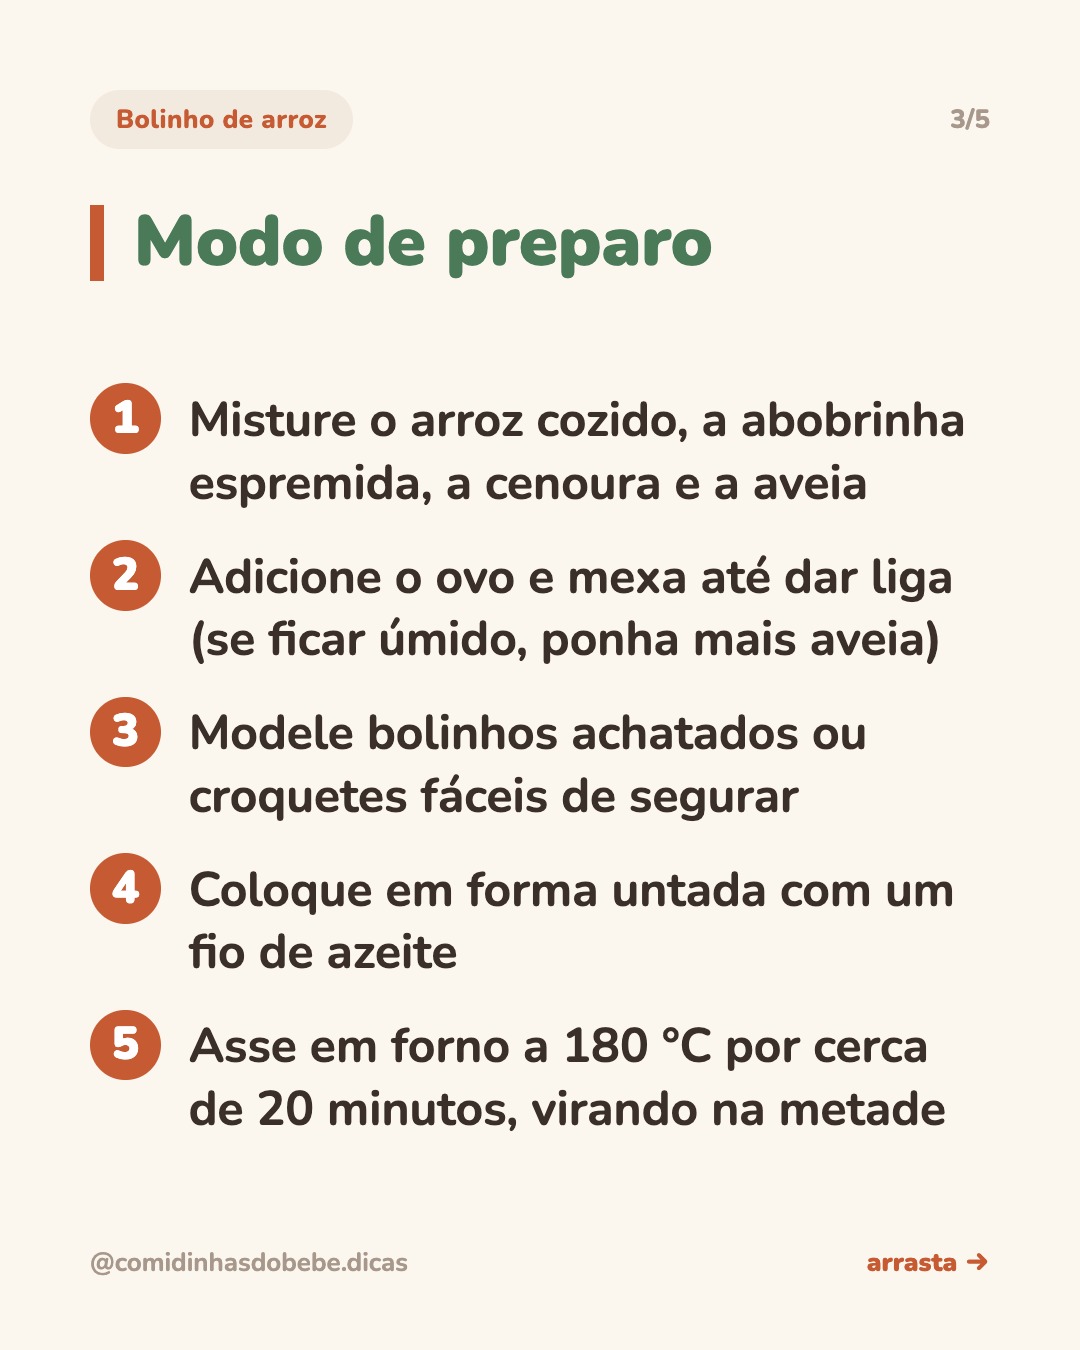 Bolinho de arroz
3/5
Modo de preparo
1 Misture o arroz cozido, a abobrinha
espremida, a cenoura e a aveia
2 Adicione o ovo e mexa até dar liga
(se ficar úmido, ponha mais aveia)
3 Modele bolinhos achatados ou
croquetes fáceis de segurar
4 Coloque em forma untada com um
fio de azeite
5 Asse em forno a 180 °C por cerca
de 20 minutos, virando na metade
@comidinhasdobebe.dicas
arrasta →